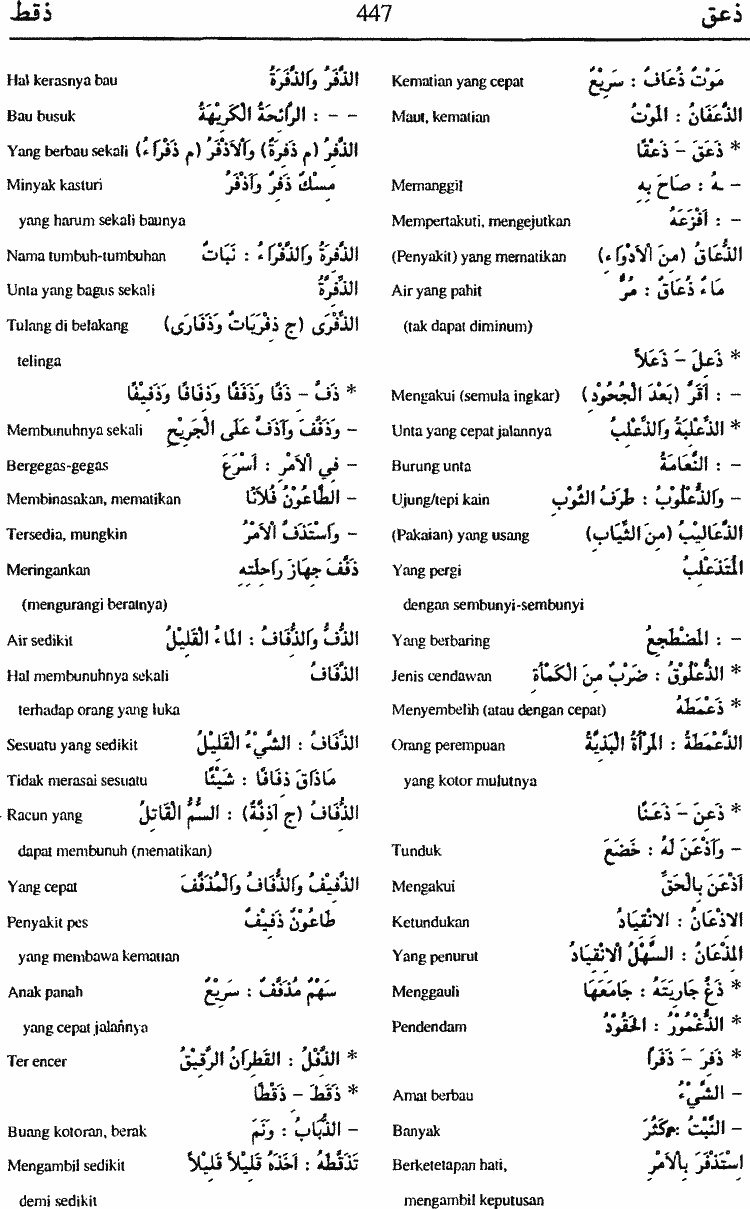 ذعق 447 ذقط
مَوْتٌ ذُعَافٌ : سَرِيْعٌ Kematian yang cepat
الذُّعَفَانُ : الْمَوْتُ Maut, kematian
* ذَعَقَ – ذَعْقًا
– ـهُ : صَاحَ بِهِ Memanggil
– : أَفْزَعَهُ Mempertakuti, mengejutkan
الذُّعَاقُ (مِنَ الْأَدْوَاءِ) (Penyakit) yang mematikan
مَاءٌ ذُعَاقٌ : مُرٌّ Air yang pahit
(tak dapat diminum)
* ذَعِلَ – ذَعَلاً
– : أَقَرَّ (بَعْدَ الْجُحُوْدِ) Mengakui (semula ingkar)
* الذِّعْلِبَةُ وَالذِّعْلِبُ Unta yang cepat jalannya
– : النَّعَامَةُ Burung unta
– وَالذُّعْلُوْبُ : طَرَفُ الثَّوْبِ Ujung/tepi kain
الذَّعَالِيْبُ (مِنَ الثِّيَابِ) (Pakaian) yang usang
الْمُتَذَعْلِبُ Yang pergi
dengan sembunyi-sembunyi
– : الْمُضْطَجِعُ Yang berbaring
* الذُّعْلُوْقُ : ضَرْبٌ مِنَ الْكَمْأَةِ Jenis cendawan
* ذَعْمَطَهُ Menyembelih (atau dengan cepat)
الذَّعْمَطَةُ : الْمَرْأَةُ الْبَذِيَّةُ Orang perempuan
yang kotor mulutnya
* ذَعِنَ – ذَعَنًا
– وَأَذْعَنَ لَهُ : خَضَعَ Tunduk
أَذْعَنَ بِالْحَقِّ Mengakui
الْاِذْعَانُ : الْاِنْقِيَادُ Ketundukan
الْمِذْعَانُ : السَّهْلُ الْاِنْقِيَادُ Yang penurut
* ذَغَّ جَارِيَتَهُ : جَامَعَهَا Menggauli
* الذُّغْمُوْرُ : الْحَقُوْدُ Pendendam
* ذَفِرَ – ذَفَراً
– الشَّيْءُ Amat berbau
– النَّبْتُ : كَثُرَ Banyak
اِسْتَذْفَرَ بِالْأَمْرِ Berketetapan hati,
mengambil keputusan
الذَّفَرُ وَالذَّفَرَةُ Hal kerasnya bau
– – : الرَّائِحَةُ الْكَرِيْهَةُ Bau busuk
الذَّفِرُ (م ذَفِرَةٌ) وَالْأَذْفَرُ (م ذَفْرَاءُ) Yang berbau sekali
مِسْكٌ ذَفِرٌ وَأَذْفَرُ Minyak kasturi
yang harum sekali baunya
الذَّفِرَةُ وَالذَّفْرَاءُ : نَبَاتٌ Nama tumbuh-tumbuhan
الذِّفِرَّةُ Unta yang bagus sekali
الذِّفْرَى (ج ذِفْرَيَاتٌ وَذَفَارَى) Tulang di belakang
telinga
* ذَفَّ – ذَفًّا وَذَفَفًا وَذَفَافًا وَذَفِيْفًا
– وَذَفَّفَ وَأَذَفَّ عَلَى الْجَرِيْحِ Membunuhnya sekali
– فِي الْأَمْرِ : أَسْرَعَ Bergegas-gegas
– الطَّاعُوْنُ فُلَانًا Membinasakan, mematikan
– وَاسْتَذَفَّ الْأَمْرُ Tersedia, mungkin
ذَفَّفَ جِهَازَ رَاحِلَتِهِ Meringankan
(mengurangi beratnya)
الذَّفُّ وَالذِّفَافُ : الْمَاءُ الْقَلِيْلُ Air sedikit
الذِّفَافُ Hal membunuhnya sekali
terhadap orang yang luka
الذِّفَافُ : الشَّيْءُ الْقَلِيْلُ Sesuatu yang sedikit
مَاذَاقَ ذِفَافًا : شَيْئًا Tidak merasai sesuatu
الذُّفَافُ (ج أَذِفَّةٌ) : السُّمُّ الْقَاتِلُ Racun yang
dapat membunuh (mematikan)
الذَّفِيْفُ وَالذُّفَافُ وَالْمُذَفَّفُ Yang cepat
طَاعُوْنٌ ذَفِيْفٌ Penyakit pes
yang membawa kematian
سَهْمٌ مُذَفَّفٌ : سَرِيْعٌ Anak panah
yang cepat jalannya
* الذَّفْلُ : الْقَطِرَانُ الرَّقِيْقُ Ter encer
* ذَقَطَ – ذَقْطًا
– الذُّبَابُ : وَنَمَ Buang kotoran, berak
تَذَقَّطَهُ : أَخَذَهُ قَلِيْلاً قَلِيْلاً Mengambil sedikit
demi sedikit